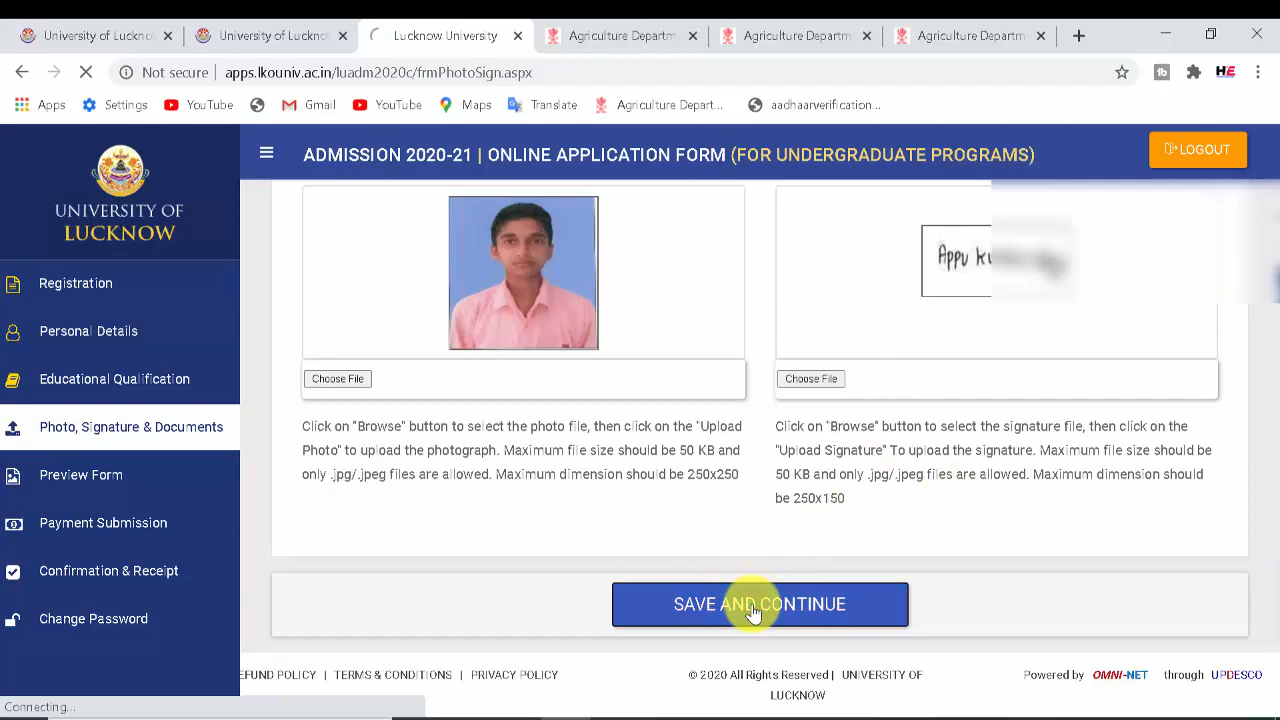 University of Luckno
University of Luckno
Lucknow University
Agriculture Departm
Agriculture Departm
Agriculture Departm
Not secure | apps.lkouniv.ac.in/luadm2020c/frmPhotoSign.aspx
Apps
Settings
YouTube
Gmail
YouTube
Maps
Translate
Agriculture Depart...
aadhaarverification...
UNIVERSITY OF
LUCKNOW
ADMISSION 2020-21 | ONLINE APPLICATION FORM (FOR UNDERGRADUATE PROGRAMS)
LOGOUT
Registration
Personal Details
Educational Qualification
Photo, Signature & Documents
Preview Form
Payment Submission
Confirmation & Receipt
Change Password
Appu
Choose File
Choose File
Click on "Browse" button to select the photo file, then click on the "Upload
Photo" to upload the photograph. Maximum file size should be 50 KB and
only .jpg/.jpeg files are allowed. Maximum dimension should be 250x250
Click on "Browse" button to select the signature file, then click on the
"Upload Signature" To upload the signature. Maximum file size should be
50 KB and only .jpg/.jpeg files are allowed. Maximum dimension should
be 250x150
SAVE AND CONTINUE
EFUND POLICY | TERMS & CONDITIONS | PRIVACY POLICY
© 2020 All Rights Reserved | UNIVERSITY OF
LUCKNOW
Powered by OMNI-NET through UPDESCO
Connecting...